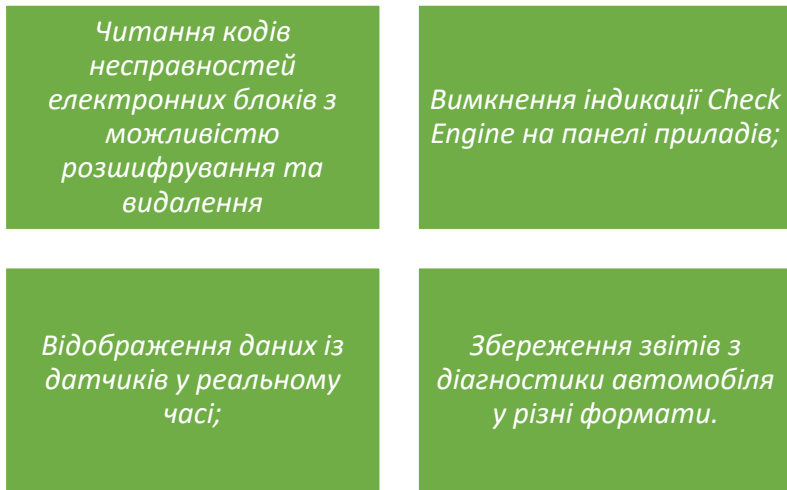 Читання кодів
несправностей
електронних блоків з
можливістю
розшифрування та
видалення
Вимкнення індикації Check
Engine на панелі приладів;
Відображення даних із
датчиків у реальному
часі;
Збереження звітів з
діагностики автомобіля
у різні формати.